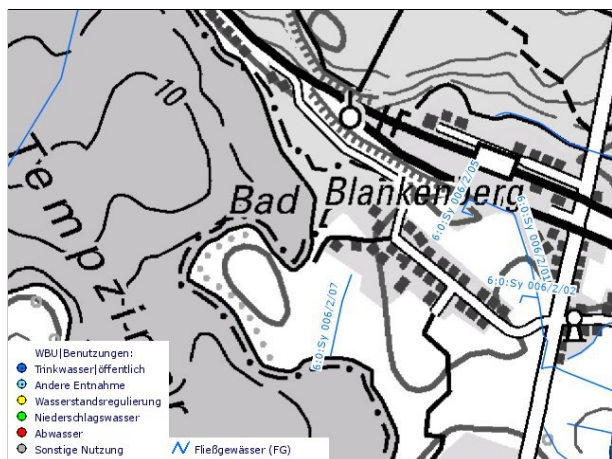 10
Tempziner
Bad Blankenberg
6:0:Sy 006/2/05
6:0:Sy 006/2/01
6:0:Sy 006/2/02
6:0:Sy 006/2/07
WBU|Benutzungen:
Trinkwasser|öffentlich
Andere Entnahme
Wasserstandsregulierung
Niederschlagswasser
Abwasser
Sonstige Nutzung
Fließgewässer (FG)